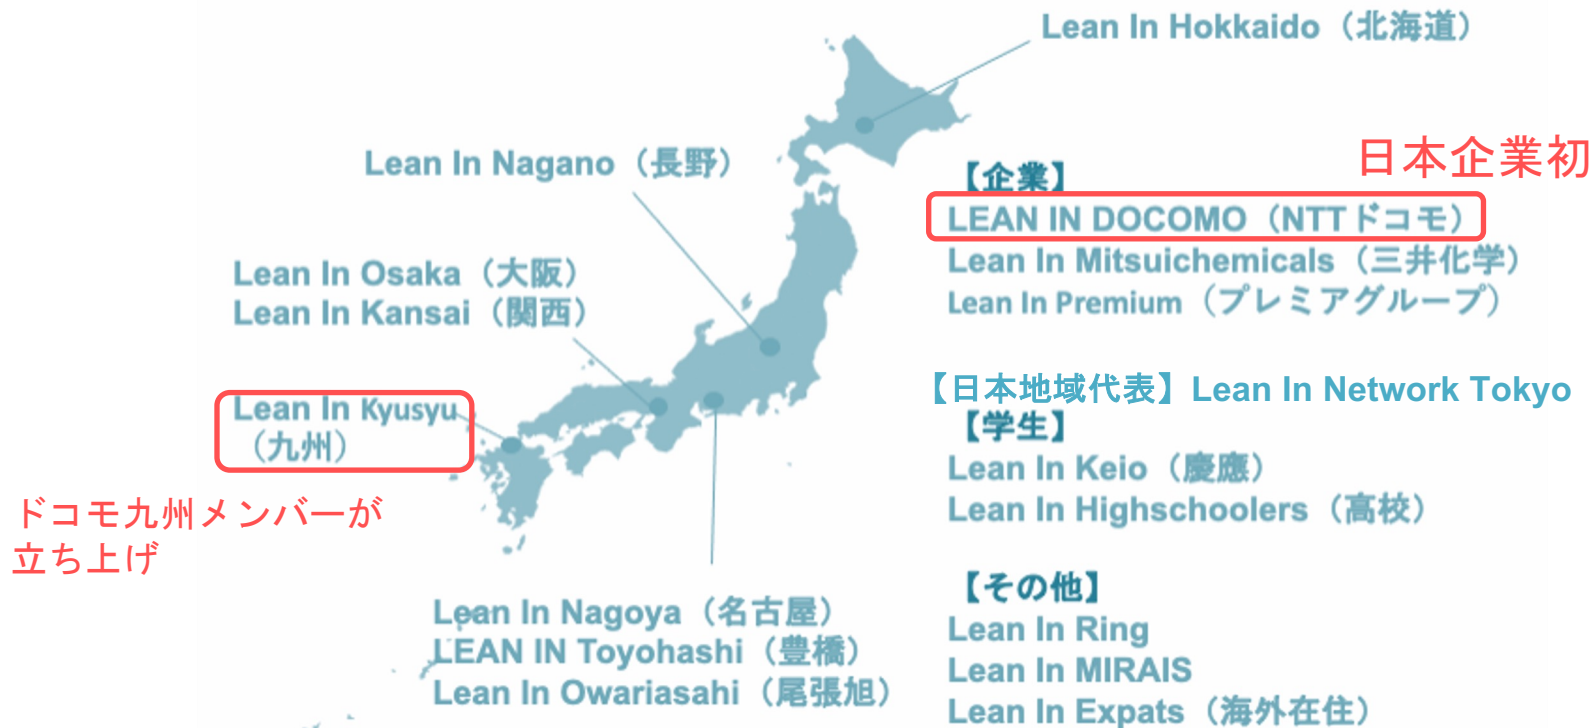 Lean In Hokkaido（北海道）
Lean In Nagano（長野）
Lean In Osaka（大阪）
Lean In Kansai（関西）
Lean In Kyusyu
（九州）
ドコモ九州メンバーが
立ち上げ
Lean In Nagoya（名古屋）
LEAN IN Toyohashi（豊橋）
Lean In Owariasahi（尾張旭）
日本企業初
【企業】
LEAN IN DOCOMO（NTTドコモ）
Lean In Mitsuichemicals（三井化学）
Lean In Premium（プレミアグループ）
【日本地域代表】Lean In Network Tokyo
【学生】
Lean In Keio（慶應）
Lean In Highschoolers（高校）
【その他】
Lean In Ring
Lean In MIRAIS
Lean In Expats（海外在住）